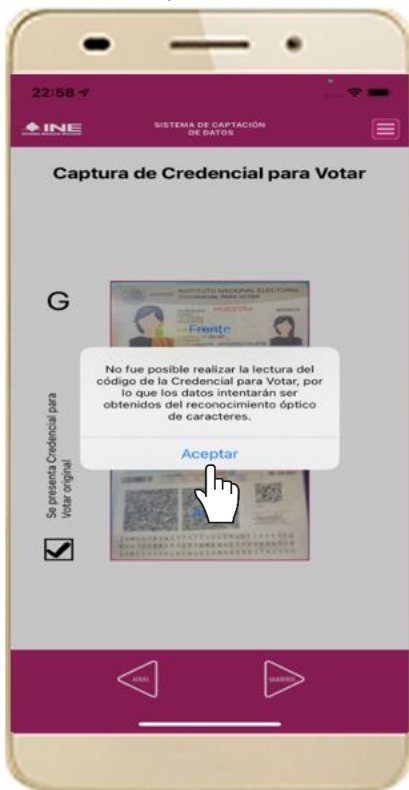 22:58
INE
SISTEMA DE CAPTACIÓN
DE DATOS
Captura de Credencial para Votar
G
INSTITUTO NACIONAL ELECTORAL
CREDENCIAL PARA VOTAR
Frente
No fue posible realizar la lectura del
código de la Credencial para Votar, por
lo que los datos intentarán ser
obtenidos del reconocimiento óptico
de caracteres.
Aceptar
Se presenta Credencial para
Votar original
ATRÁS
SIGUIENTE